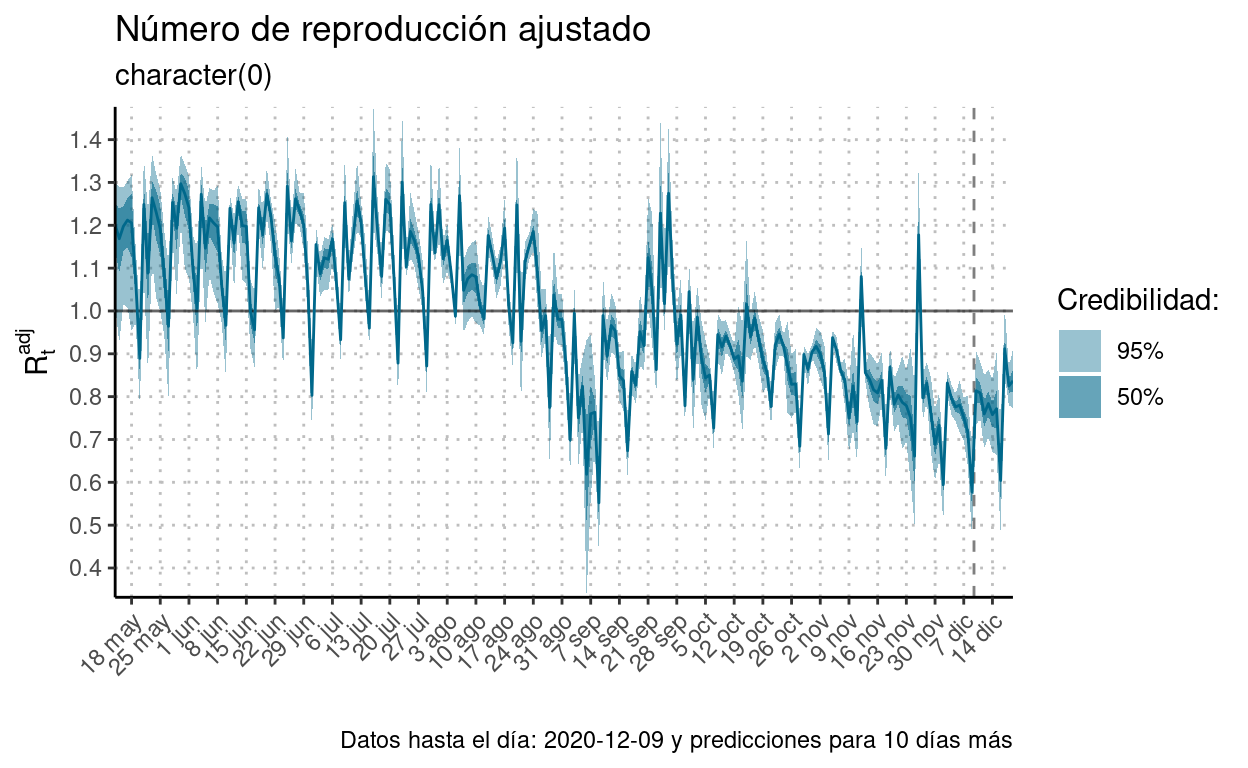 Número de reproducción ajustado
character(0)
1.4
1.3
1.2
1.1
1.0
0.9
0.8
0.7
0.6
0.5
0.4
R_t^adj
18 may
25 may
1 jun
8 jun
15 jun
22 jun
29 jun
6 jul
13 jul
20 jul
27 jul
3 ago
10 ago
17 ago
24 ago
31 ago
7 sep
14 sep
21 sep
28 sep
5 oct
12 oct
19 oct
26 oct
2 nov
9 nov
16 nov
23 nov
30 nov
7 dic
14 dic
Credibilidad:
95%
50%
Datos hasta el día: 2020-12-09 y predicciones para 10 días más